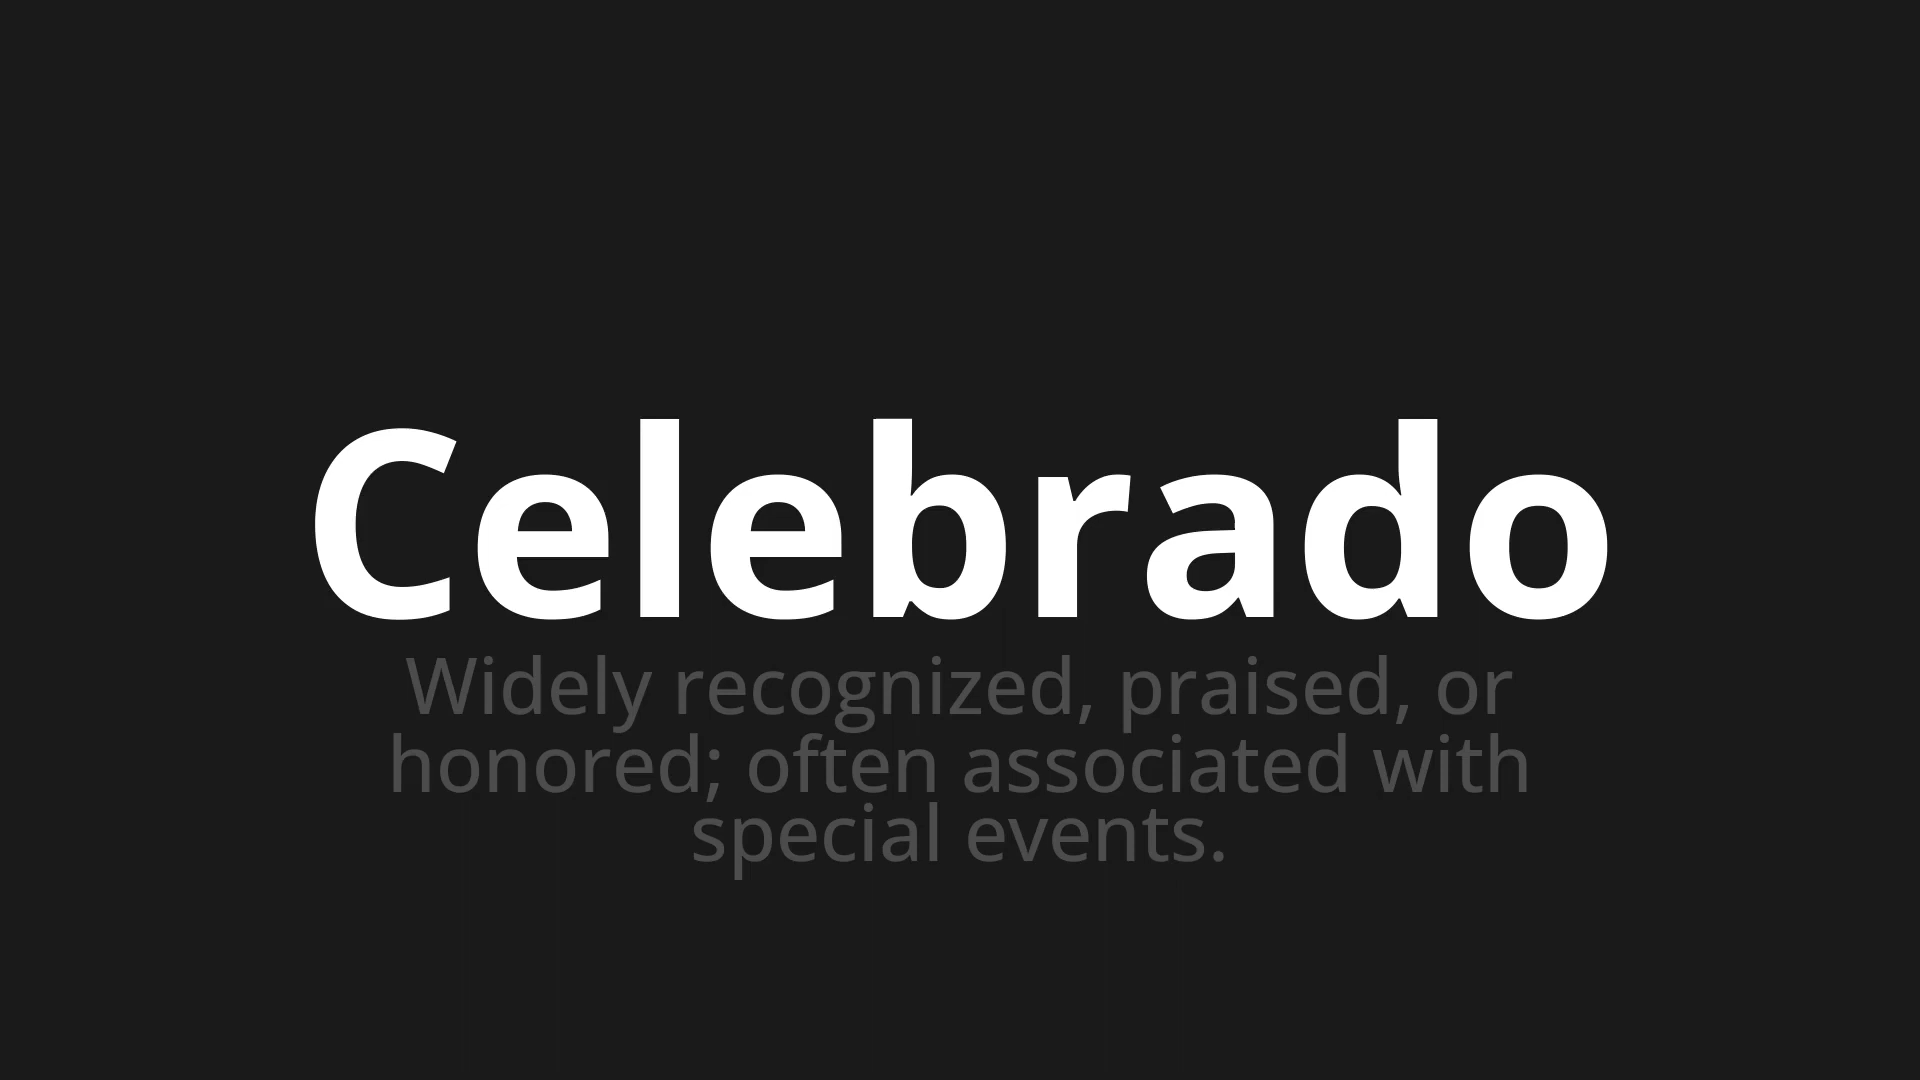 Celebrado
Widely recognized, praised, or
honored; often associated with
special events.